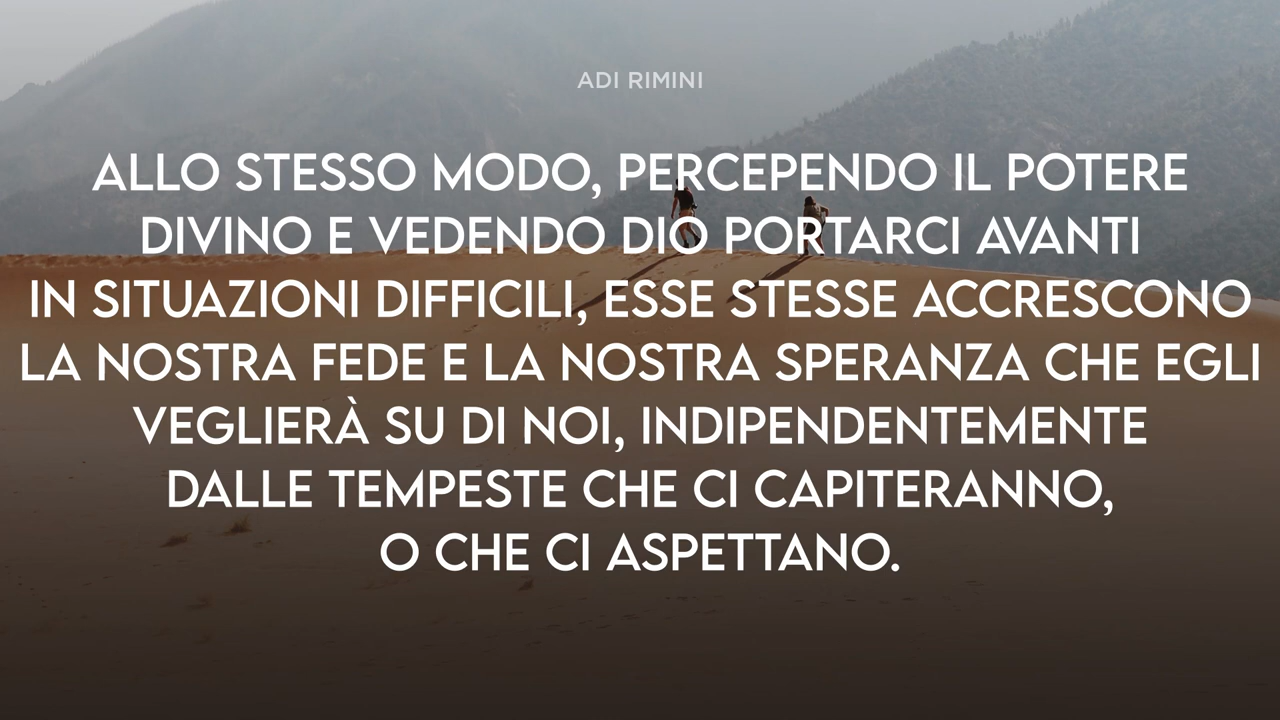 ADI RIMINI
ALLO STESSO MODO, PERCEPENDO IL POTERE
DIVINO E VEDENDO DIO PORTARCI AVANTI
IN SITUAZIONI DIFFICILI, ESSE STESSE ACCRESCONO
LA NOSTRA FEDE E LA NOSTRA SPERANZA CHE EGLI
VEGLIERÀ SU DI NOI, INDIPENDENTEMENTE
DALLE TEMPESTE CHE CI CAPITERANNO,
O CHE CI ASPETTANO.